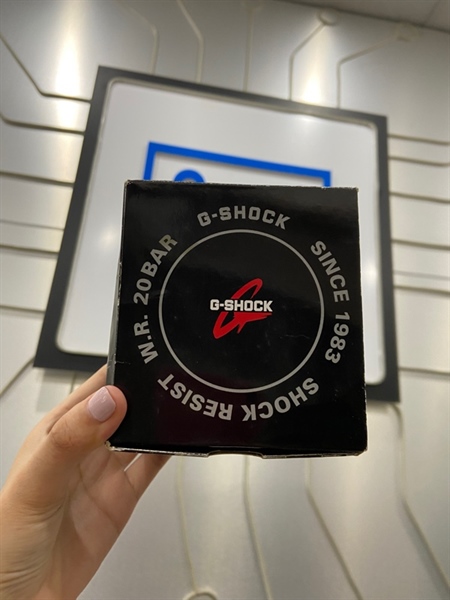 G-SHOCK
SINCE 1983
SHOCK RESIST
W.R. 20BAR
G-SHOCK